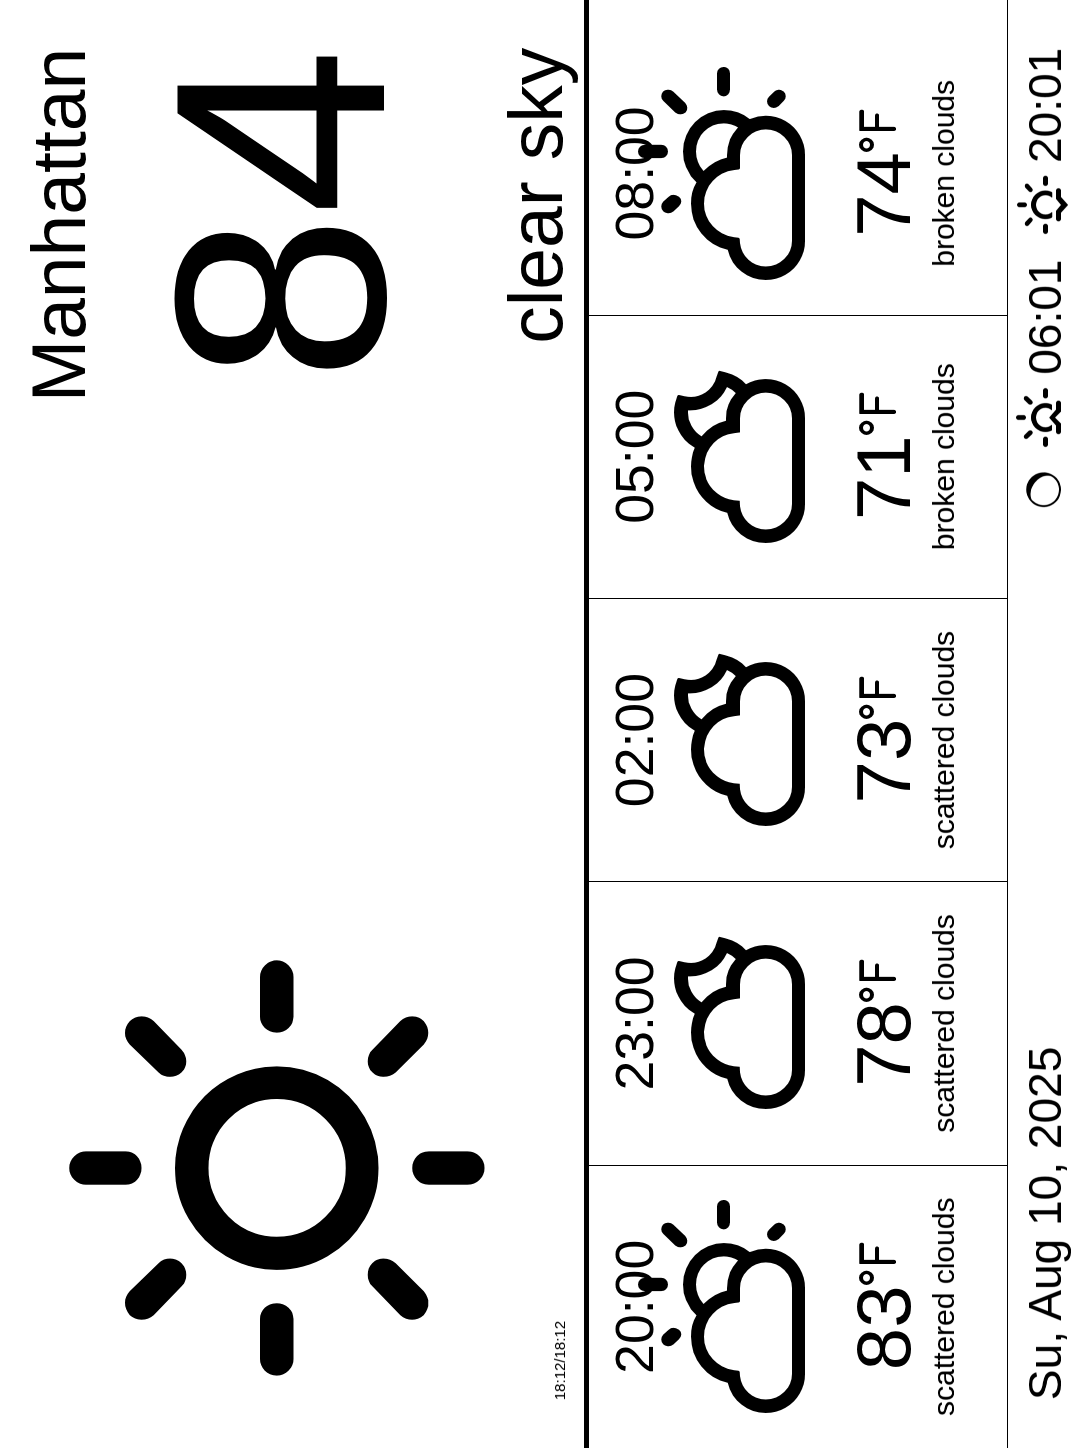 Manhattan
84
clear sky
18:12/18:12
20:00
83°F
scattered clouds
23:00
78°F
scattered clouds
02:00
73°F
scattered clouds
05:00
71°F
broken clouds
08:00
74°F
broken clouds
Su, Aug 10, 2025
06:01
20:01